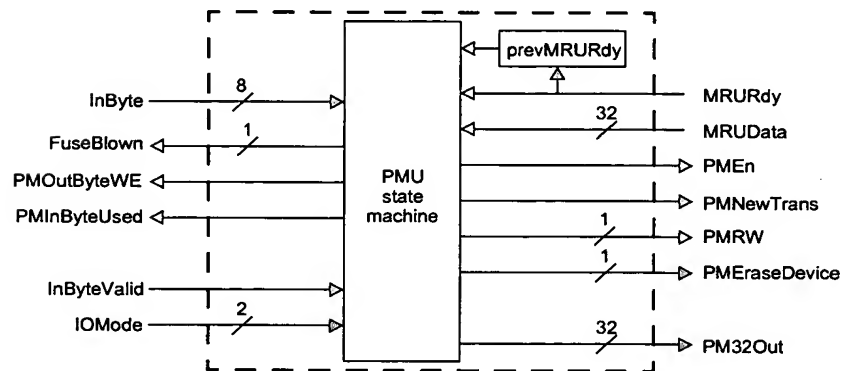 prevMRURdy
InByte
8
MRURdy
FuseBlown
1
32
MRUData
PMOutByteWE
PMU
state
machine
PMEn
PMInByteUsed
PMNewTrans
1
PMRW
1
PMEraseDevice
InByteValid
IOMode
2
32
PM32Out